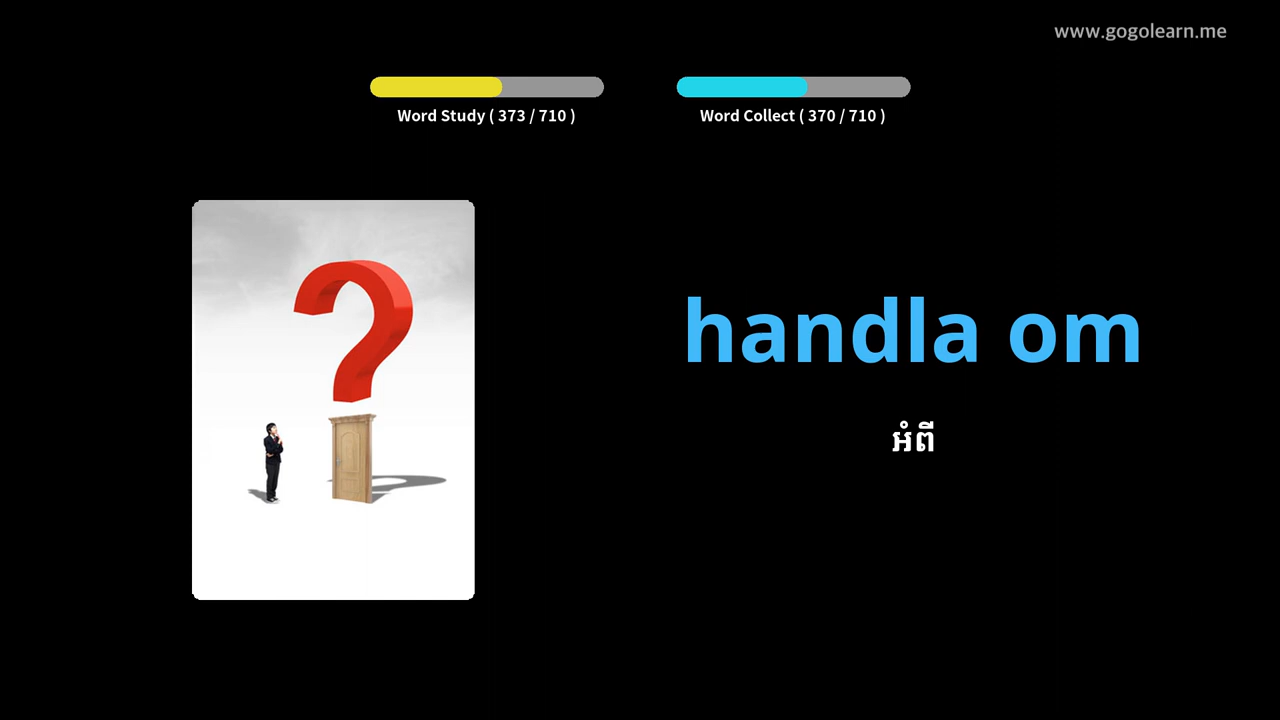 www.gogolearn.me
Word Study ( 373 / 710 )
Word Collect ( 370 / 710 )
handla om
អំពី